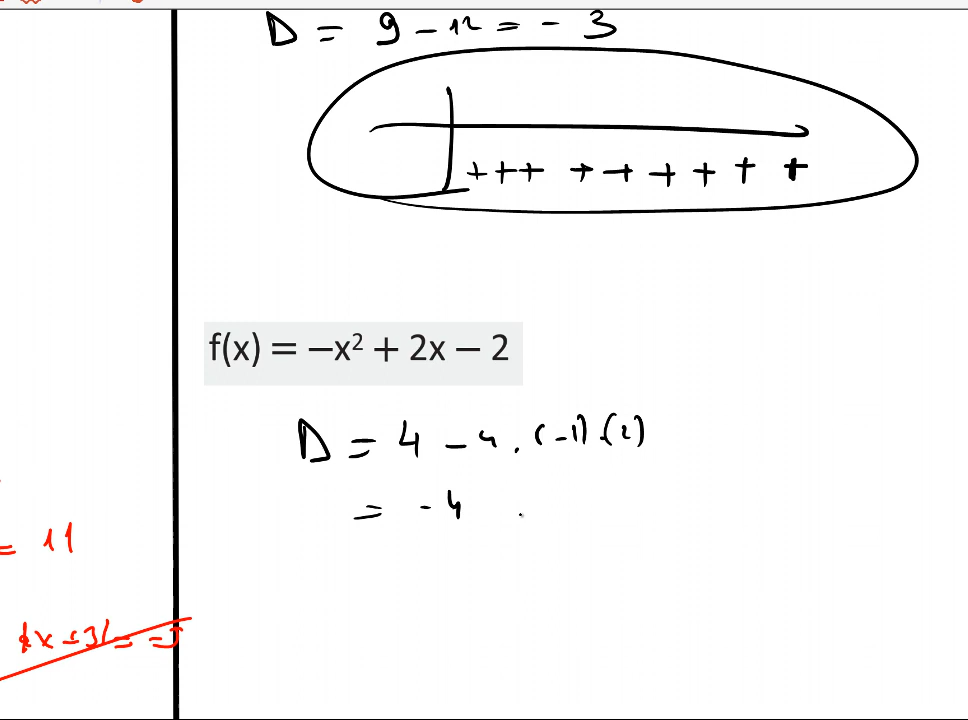 D = 9 - 12 = - 3
+++ + + + + + +
f(x) = −x² + 2x − 2
D = 4 - 4 . (-1) . (2)
= -4
= 11